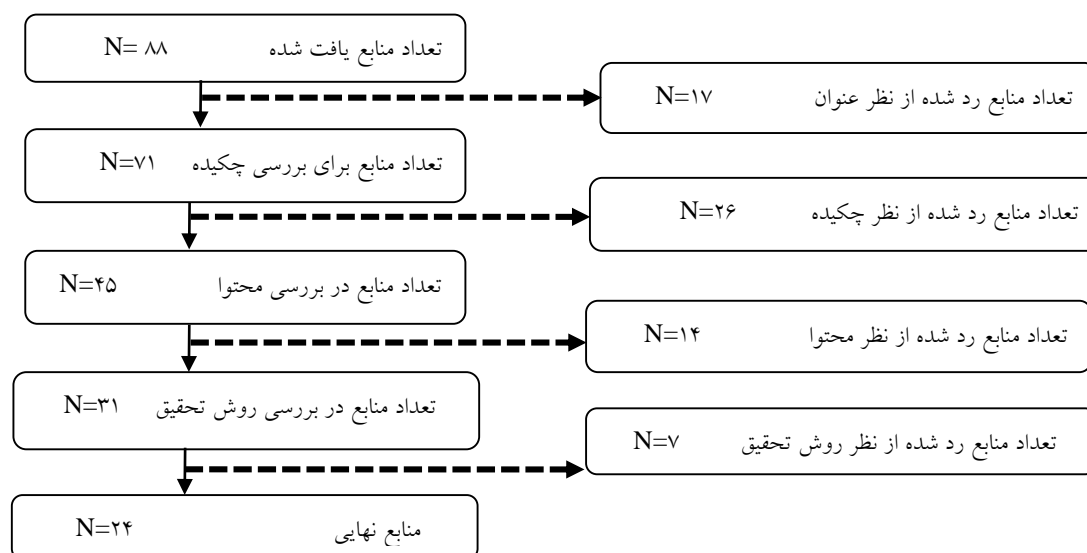 تعداد منابع یافت شده N= ۸۸
تعداد منابع رد شده از نظر عنوان N=۱۷
تعداد منابع برای بررسی چکیده N=۷۱
تعداد منابع رد شده از نظر چکیده N=۲۶
تعداد منابع در بررسی محتوا N=۴۵
تعداد منابع رد شده از نظر محتوا N=۱۴
تعداد منابع در بررسی روش تحقیق N=۳۱
تعداد منابع رد شده از نظر روش تحقیق N=۷
منابع نهایی N=۲۴